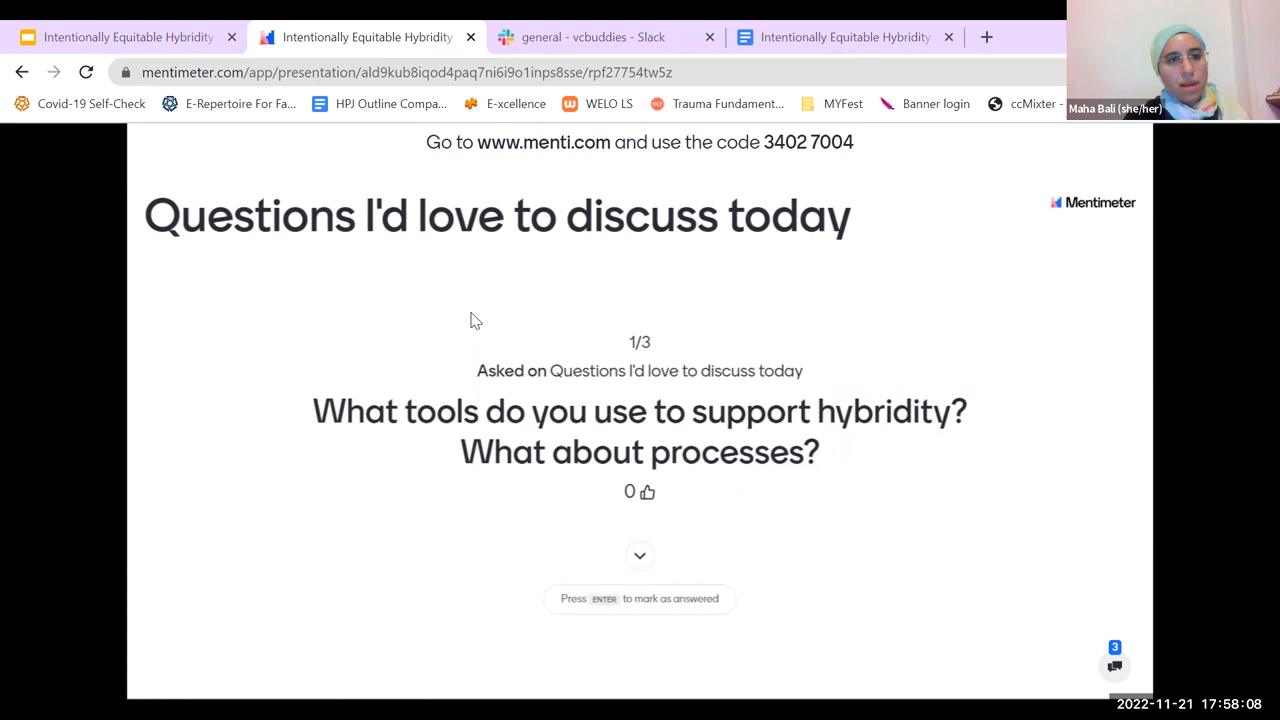 Intentionally Equitable Hybridity
Intentionally Equitable Hybridity
general - vcbuddies - Slack
Intentionally Equitable Hybridity
mentimeter.com/app/presentation/ald9kub8iqod4paq7ni6i9o1inps8sse/rpf27754tw5z
Covid-19 Self-Check
E-Repertoire For Fa...
HPJ Outline Compa...
E-xcellence
WELO LS
Trauma Fundament...
MYFest
Banner login
ccMixter -
Maha Bali (she/her)
Go to www.menti.com and use the code 3402 7004
Questions I'd love to discuss today
Mentimeter
1/3
Asked on Questions I'd love to discuss today
What tools do you use to support hybridity?
What about processes?
0
Press ENTER to mark as answered
3
2022-11-21 17:58:08